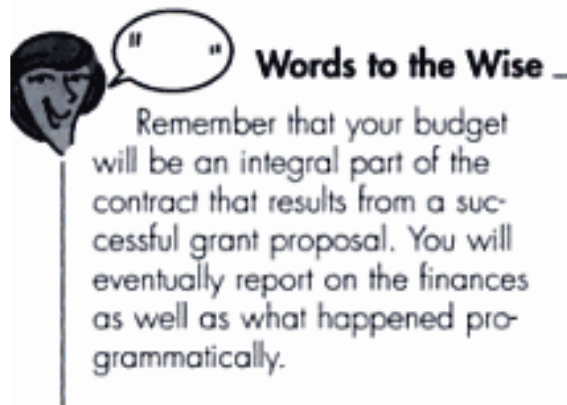 " "
Words to the Wise
Remember that your budget
will be an integral part of the
contract that results from a suc-
cessful grant proposal. You will
eventually report on the finances
as well as what happened pro-
grammatically.